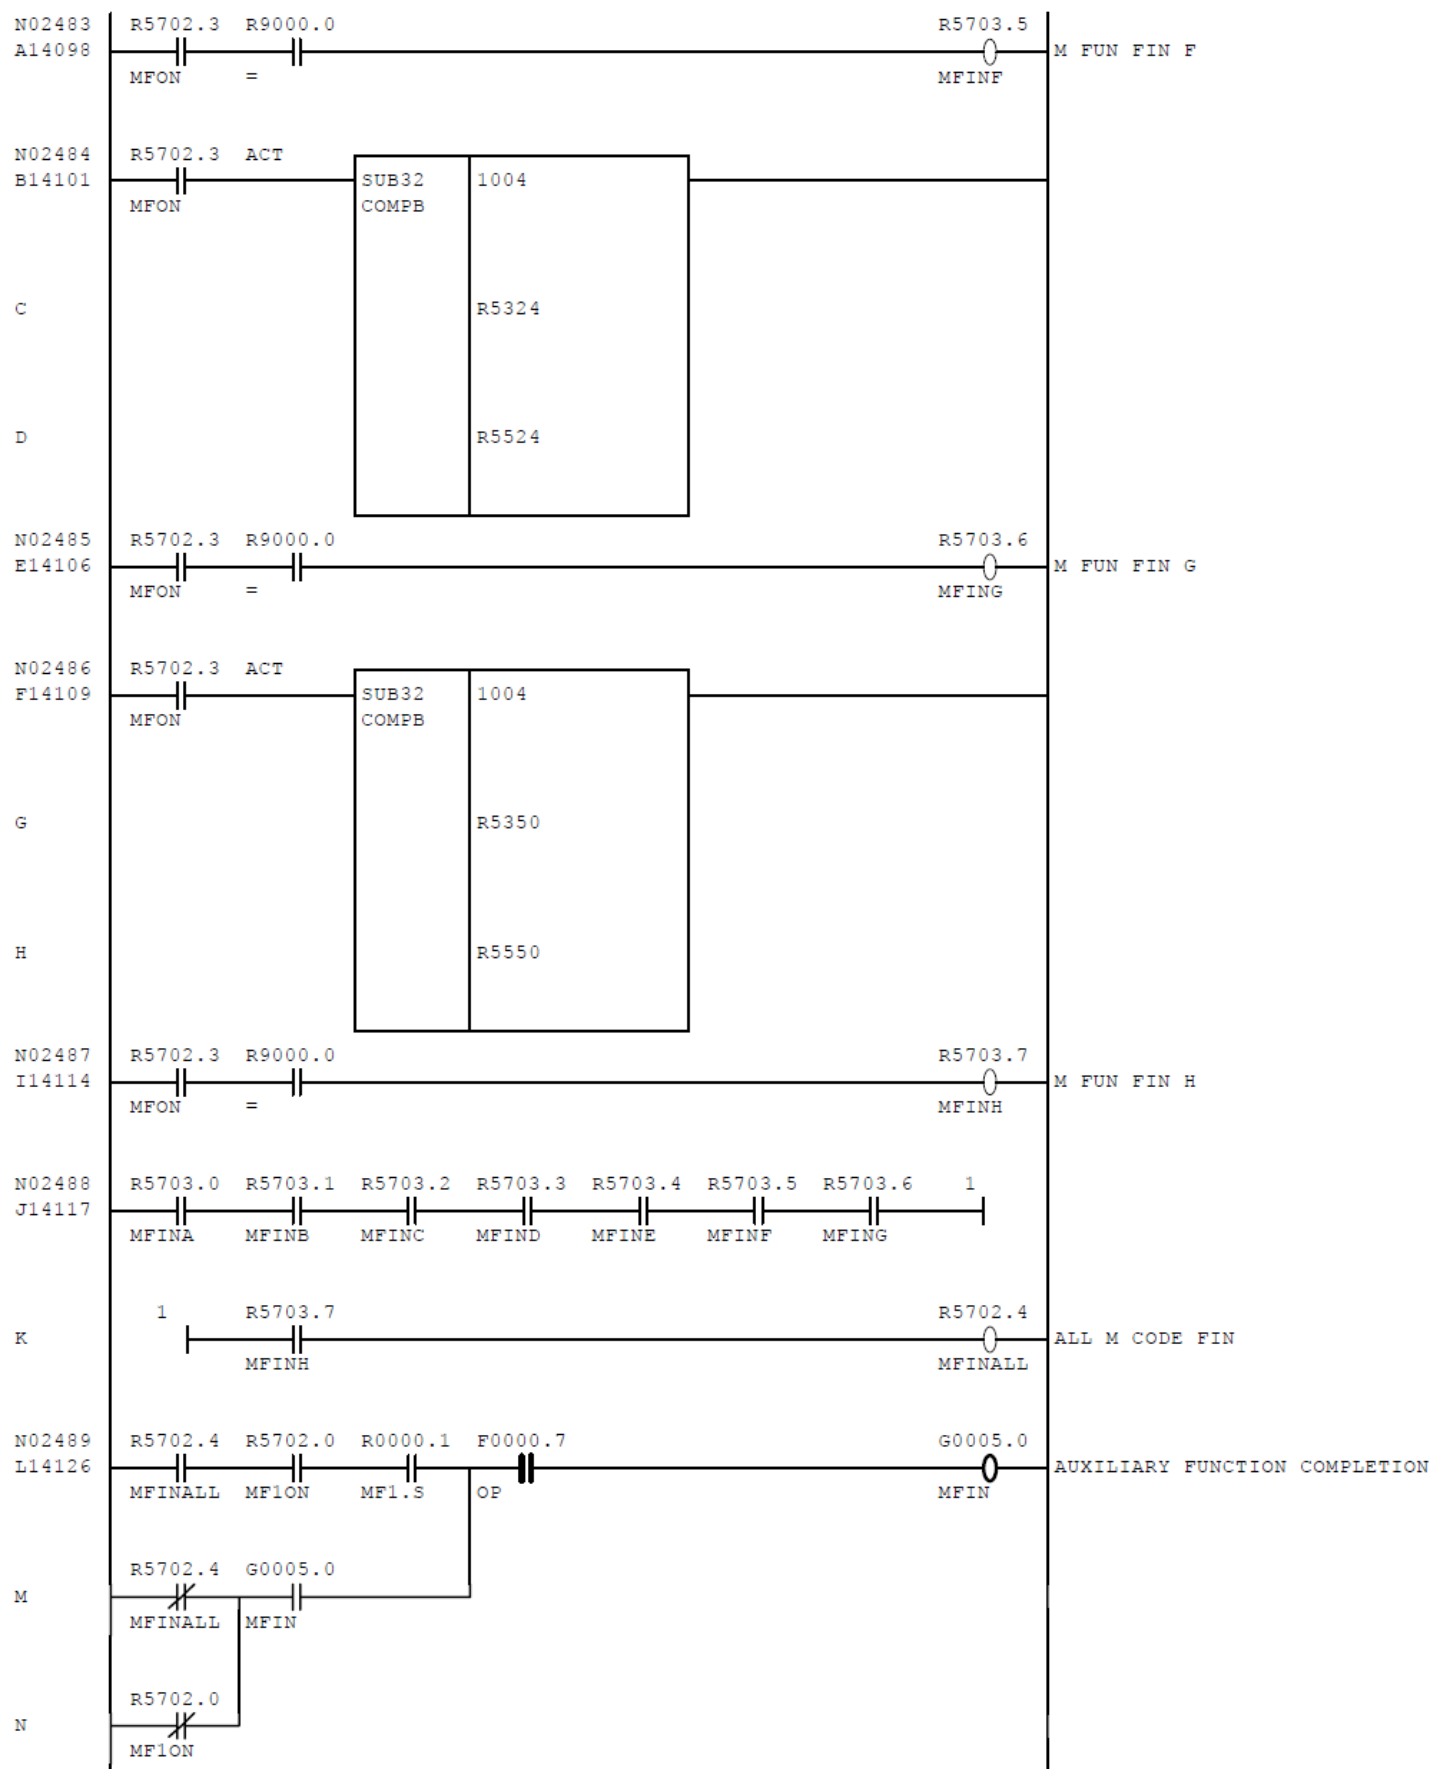 N02483 R5702.3 R9000.0 R5703.5
A14098 M FUN FIN F
MFON = MFINF
N02484 R5702.3 ACT
B14101 SUB32 1004
MFON COMPB
C R5324
D R5524
N02485 R5702.3 R9000.0 R5703.6
E14106 M FUN FIN G
MFON = MFING
N02486 R5702.3 ACT
F14109 SUB32 1004
MFON COMPB
G R5350
H R5550
N02487 R5702.3 R9000.0 R5703.7
I14114 M FUN FIN H
MFON = MFINH
N02488 R5703.0 R5703.1 R5703.2 R5703.3 R5703.4 R5703.5 R5703.6 1
J14117
MFINA MFINB MFINC MFIND MFINE MFINF MFING
1 R5703.7 R5702.4
K ALL M CODE FIN
MFINH MFINALL
N02489 R5702.4 R5702.0 R0000.1 F0000.7 G0005.0
L14126 AUXILIARY FUNCTION COMPLETION
MFINALL MF1ON MF1.S OP MFIN
R5702.4 G0005.0
M
MFINALL MFIN
R5702.0
N
MF1ON